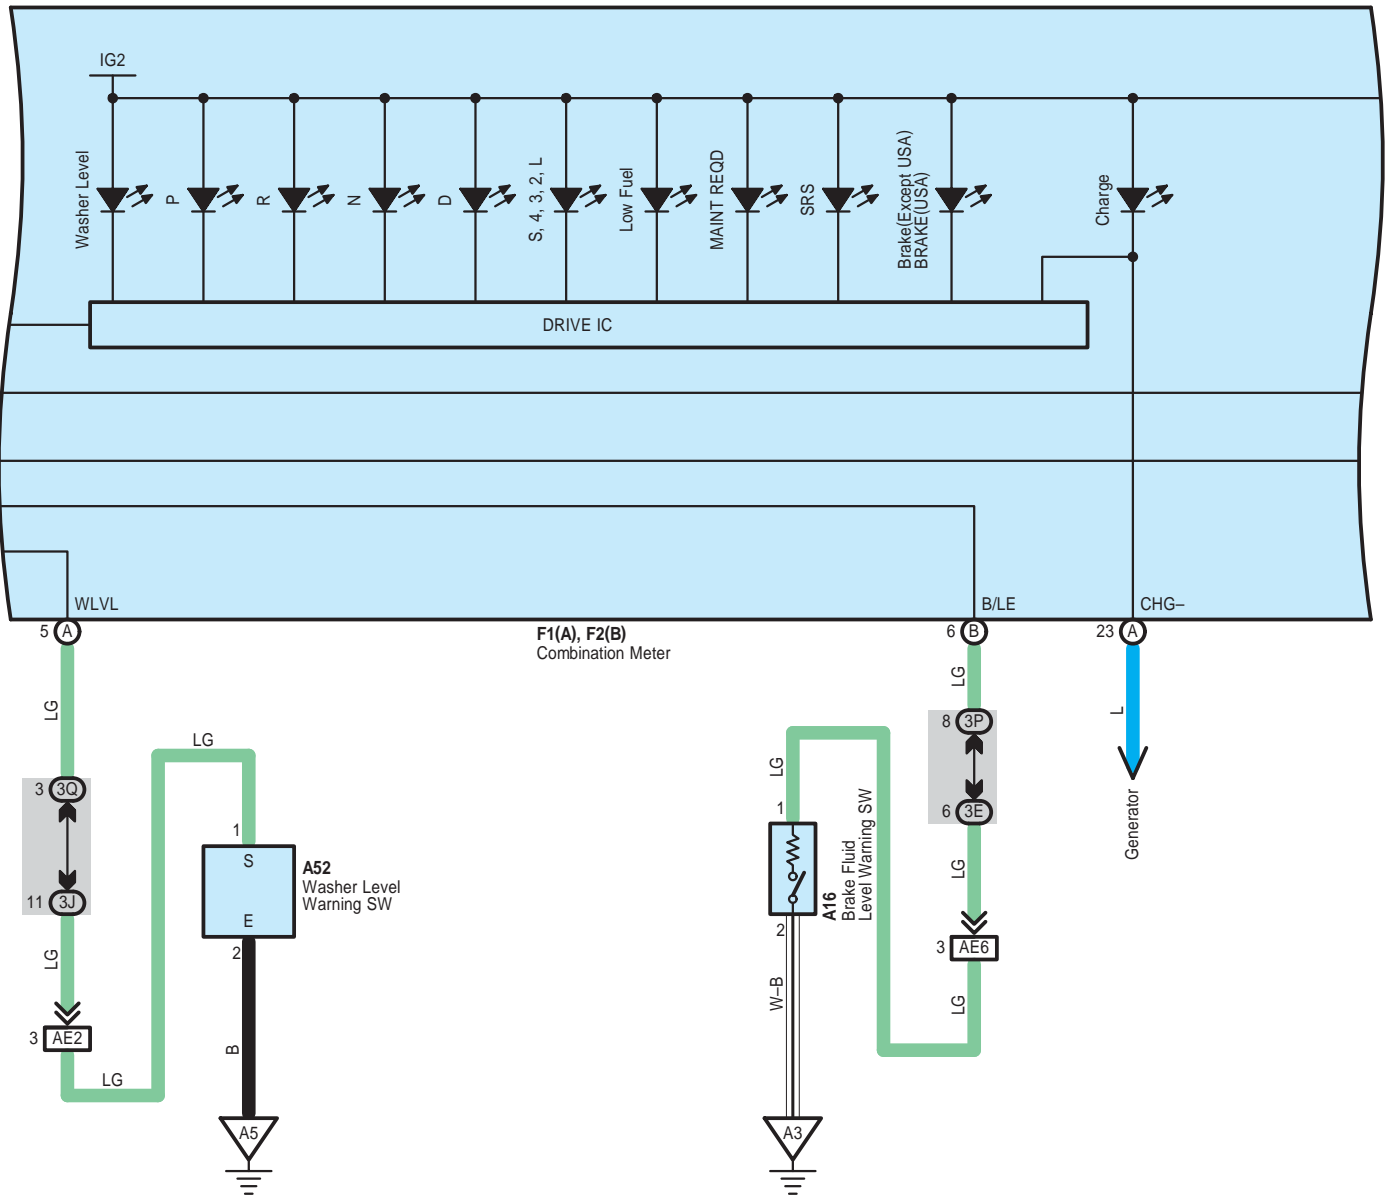 IG2
Washer Level
P
R
N
D
S, 4, 3, 2, L
Low Fuel
MAINT REQD
SRS
Brake(Except USA)
BRAKE(USA)
Charge
DRIVE IC
WLVL
B/LE
CHG–
5 A
F1(A), F2(B)
Combination Meter
6 B
23 A
LG
LG
LG
LG
L
8 3P
3 3Q
1
1
6 3E
Generator
S
A52
Washer Level
Warning SW
E
A16
Brake Fluid
Level Warning SW
LG
11 3J
2
2
3 AE6
LG
W–B
LG
3 AE2
B
LG
A5
A3